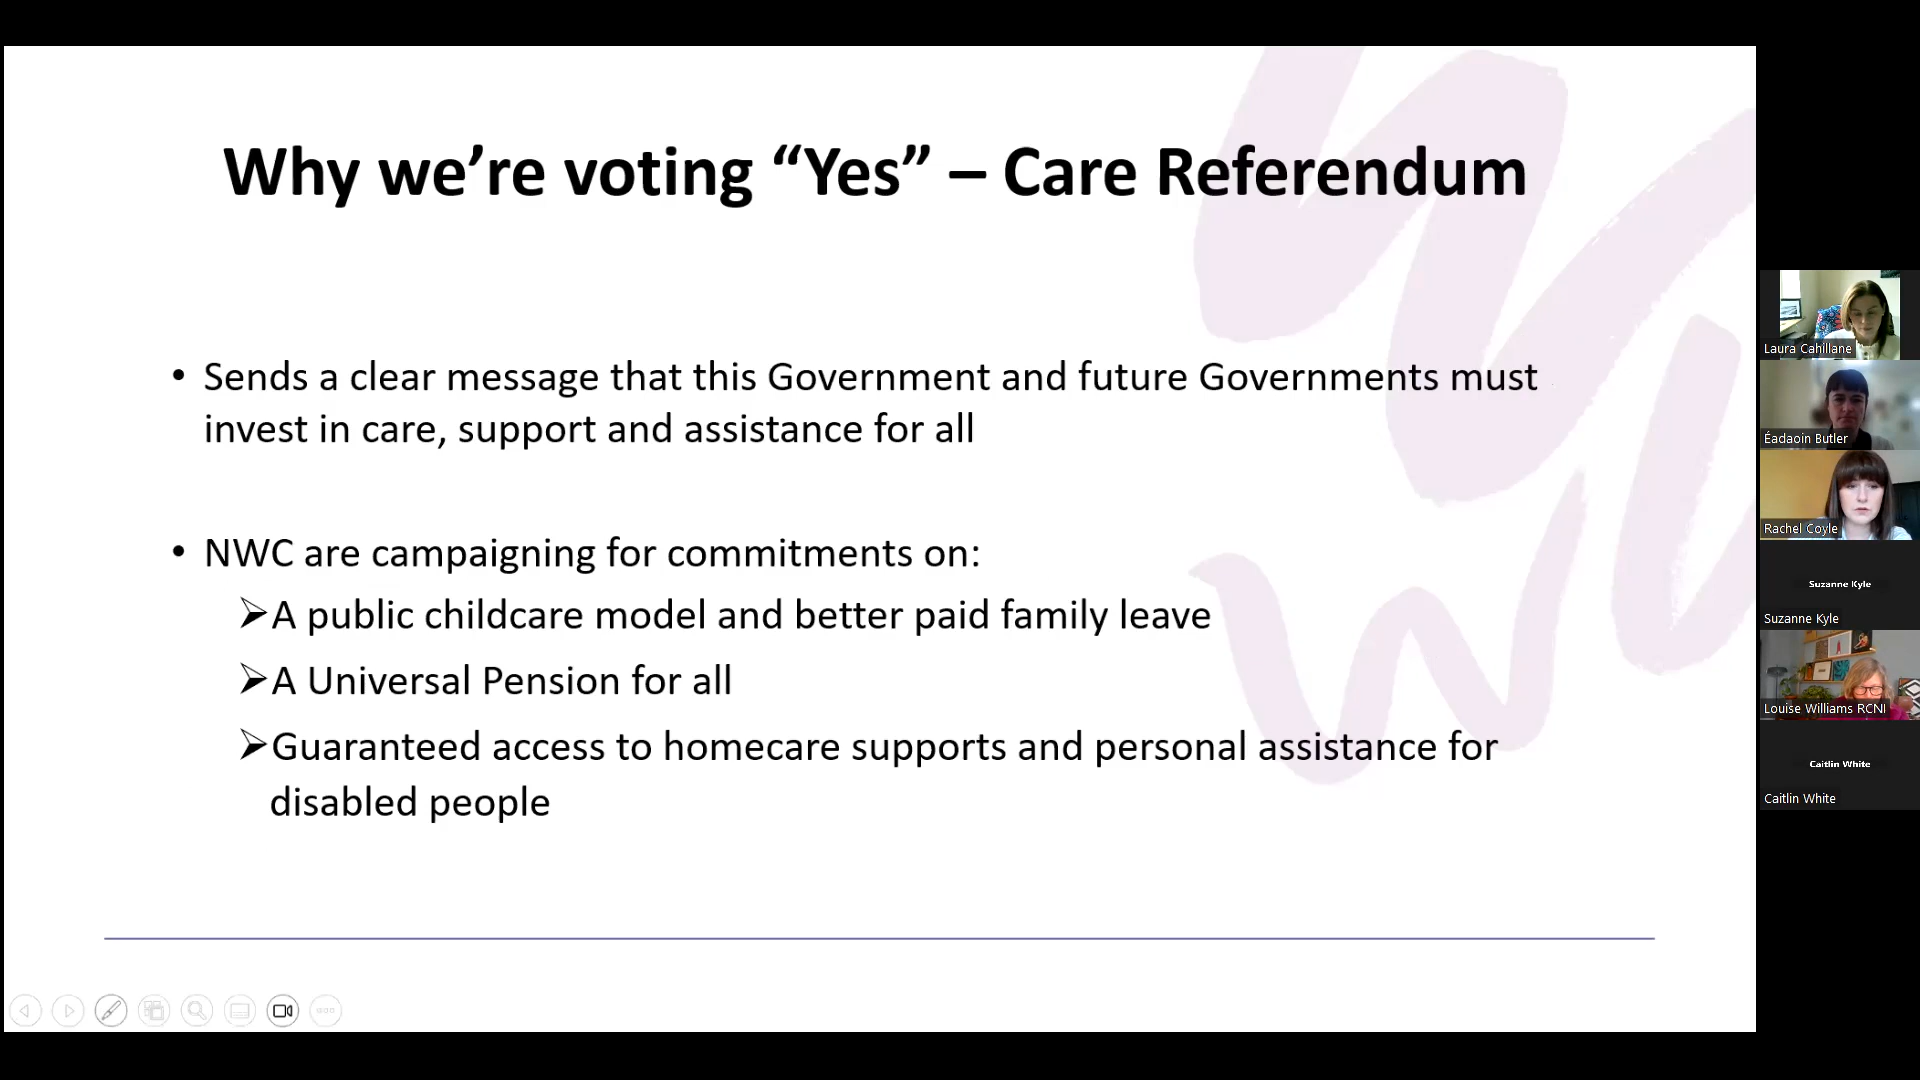 Why we’re voting “Yes” – Care Referendum
• Sends a clear message that this Government and future Governments must
invest in care, support and assistance for all
• NWC are campaigning for commitments on:
➢A public childcare model and better paid family leave
➢A Universal Pension for all
➢Guaranteed access to homecare supports and personal assistance for
disabled people
Laura Cahillane
Éadaoin Butler
Rachel Coyle
Suzanne Kyle
Suzanne Kyle
Louise Williams RCNI
Caitlin White
Caitlin White